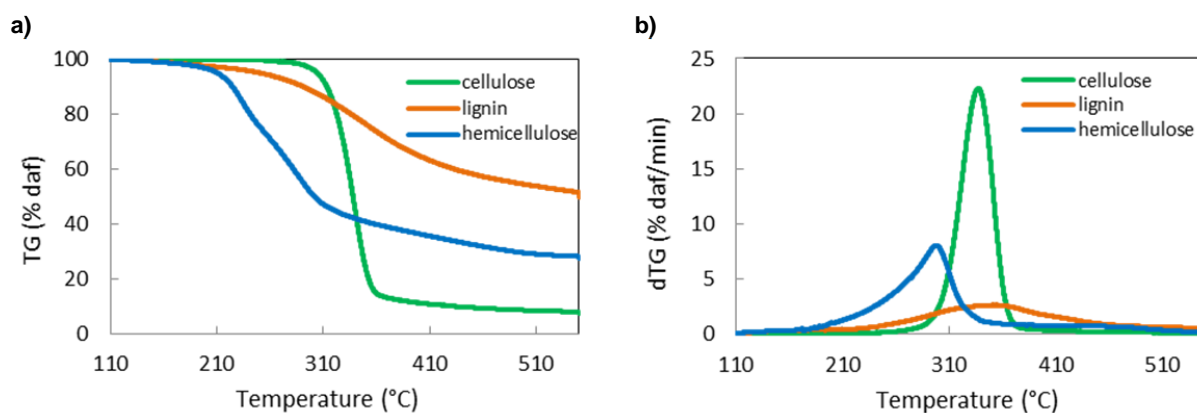 a)
TG (% daf)
100
80
60
40
20
0
cellulose
lignin
hemicellulose
110 210 310 410 510
Temperature (°C)
b)
dTG (% daf/min)
25
20
15
10
5
0
cellulose
lignin
hemicellulose
110 210 310 410 510
Temperature (°C)